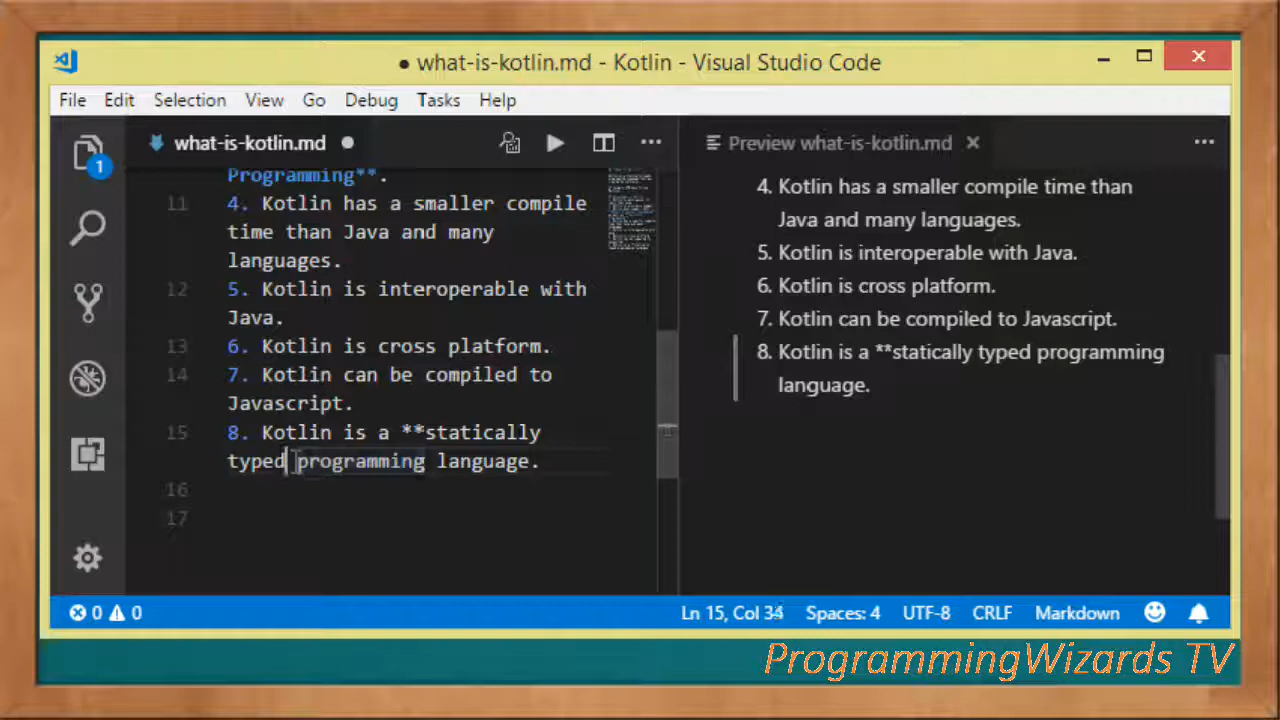 what-is-kotlin.md - Kotlin - Visual Studio Code
File Edit Selection View Go Debug Tasks Help
1
what-is-kotlin.md
Programming**.
11 4. Kotlin has a smaller compile
time than Java and many
languages.
12 5. Kotlin is interoperable with
Java.
13 6. Kotlin is cross platform.
14 7. Kotlin can be compiled to
Javascript.
15 8. Kotlin is a **statically
typed programming language.
16
17
Preview what-is-kotlin.md
4. Kotlin has a smaller compile time than
Java and many languages.
5. Kotlin is interoperable with Java.
6. Kotlin is cross platform.
7. Kotlin can be compiled to Javascript.
8. Kotlin is a **statically typed programming
language.
0 0 Ln 15, Col 34 Spaces: 4 UTF-8 CRLF Markdown
ProgrammingWizards TV